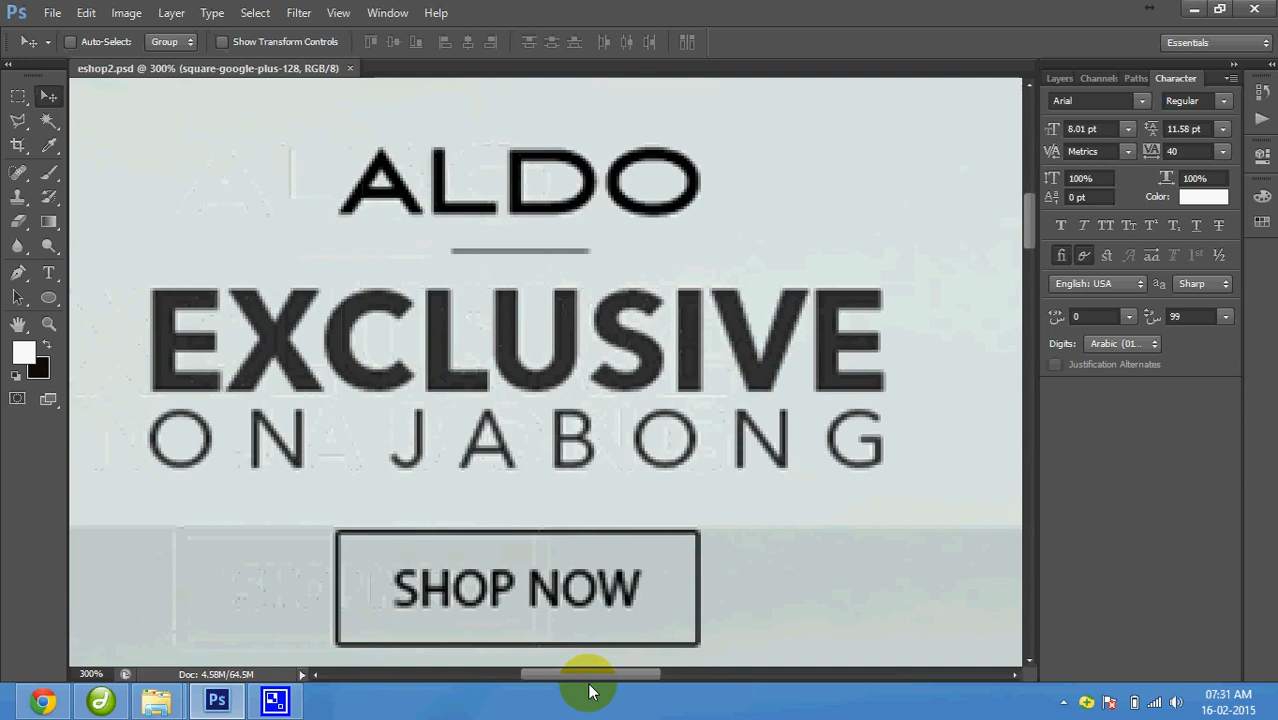 Ps File Edit Image Layer Type Select Filter View Window Help
Auto-Select: Group Show Transform Controls Essentials
eshop2.psd @ 300% (square-google-plus-128, RGB/8) ×
Layers Channels Paths Character
Arial Regular
8.01 pt 11.58 pt
Metrics 40
100% 100%
0 pt Color:
English: USA Sharp
0 99
Digits: Arabic (01...
Justification Alternates
ALDO
EXCLUSIVE
ON JABONG
SHOP NOW
300% Doc: 4.58M/64.5M
Ps
07:31 AM
16-02-2015